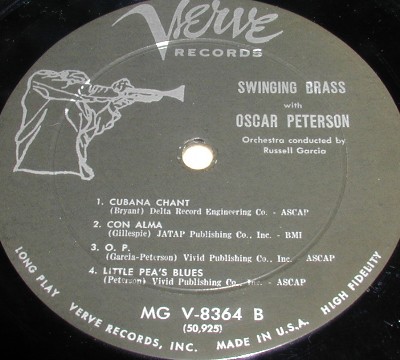 Verve
RECORDS
SWINGING BRASS
with
OSCAR PETERSON
Orchestra conducted by
Russell Garcia
1. CUBANA CHANT
(Bryant) Delta Record Engineering Co. - ASCAP
2. CON ALMA
(Gillespie) JATAP Publishing Co., Inc. - BMI
3. O. P.
(Garcia-Peterson) Vivid Publishing Co., Inc. - ASCAP
4. LITTLE PEA'S BLUES
(Peterson) Vivid Publishing Co., Inc. - ASCAP
MG V-8364 B
(50,925)
LONG PLAY VERVE RECORDS, INC. MADE IN U.S.A. HIGH FIDELITY